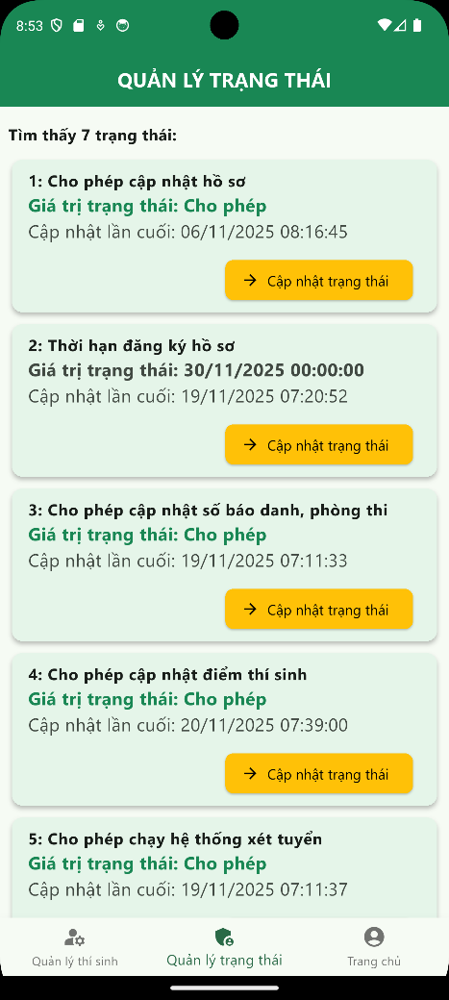 8:53
QUẢN LÝ TRẠNG THÁI
Tìm thấy 7 trạng thái:
1: Cho phép cập nhật hồ sơ
Giá trị trạng thái: Cho phép
Cập nhật lần cuối: 06/11/2025 08:16:45
Cập nhật trạng thái
2: Thời hạn đăng ký hồ sơ
Giá trị trạng thái: 30/11/2025 00:00:00
Cập nhật lần cuối: 19/11/2025 07:20:52
Cập nhật trạng thái
3: Cho phép cập nhật số báo danh, phòng thi
Giá trị trạng thái: Cho phép
Cập nhật lần cuối: 19/11/2025 07:11:33
Cập nhật trạng thái
4: Cho phép cập nhật điểm thí sinh
Giá trị trạng thái: Cho phép
Cập nhật lần cuối: 20/11/2025 07:39:00
Cập nhật trạng thái
5: Cho phép chạy hệ thống xét tuyển
Giá trị trạng thái: Cho phép
Cập nhật lần cuối: 19/11/2025 07:11:37
Quản lý thí sinh
Quản lý trạng thái
Trang chủ